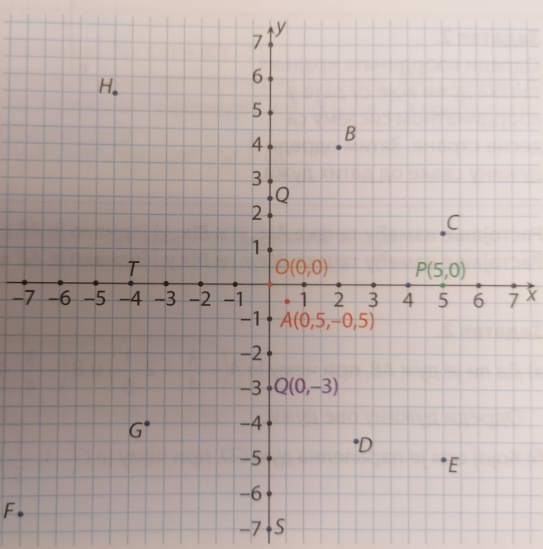 y
7
H
6
5
B
4
3
Q
2
C
1
T
O(0,0)
P(5,0)
−7 −6 −5 −4 −3 −2 −1 1 2 3 4 5 6 7 x
−1
A(0,5,−0,5)
−2
−3 Q(0,−3)
G
−4
D
−5
E
−6
F
−7 S